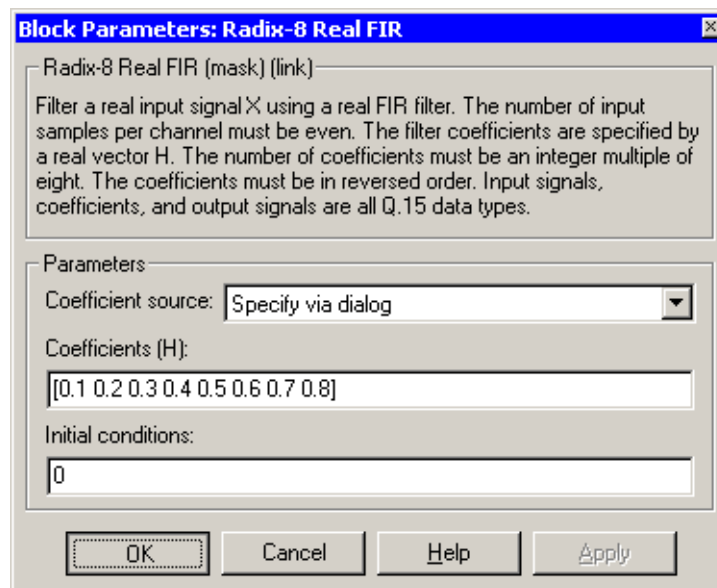 Block Parameters: Radix-8 Real FIR
Radix-8 Real FIR (mask) (link)
Filter a real input signal X using a real FIR filter. The number of input
samples per channel must be even. The filter coefficients are specified by
a real vector H. The number of coefficients must be an integer multiple of
eight. The coefficients must be in reversed order. Input signals,
coefficients, and output signals are all Q.15 data types.
Parameters
Coefficient source: Specify via dialog
Coefficients (H):
[0.1 0.2 0.3 0.4 0.5 0.6 0.7 0.8]
Initial conditions:
0
OK Cancel Help Apply